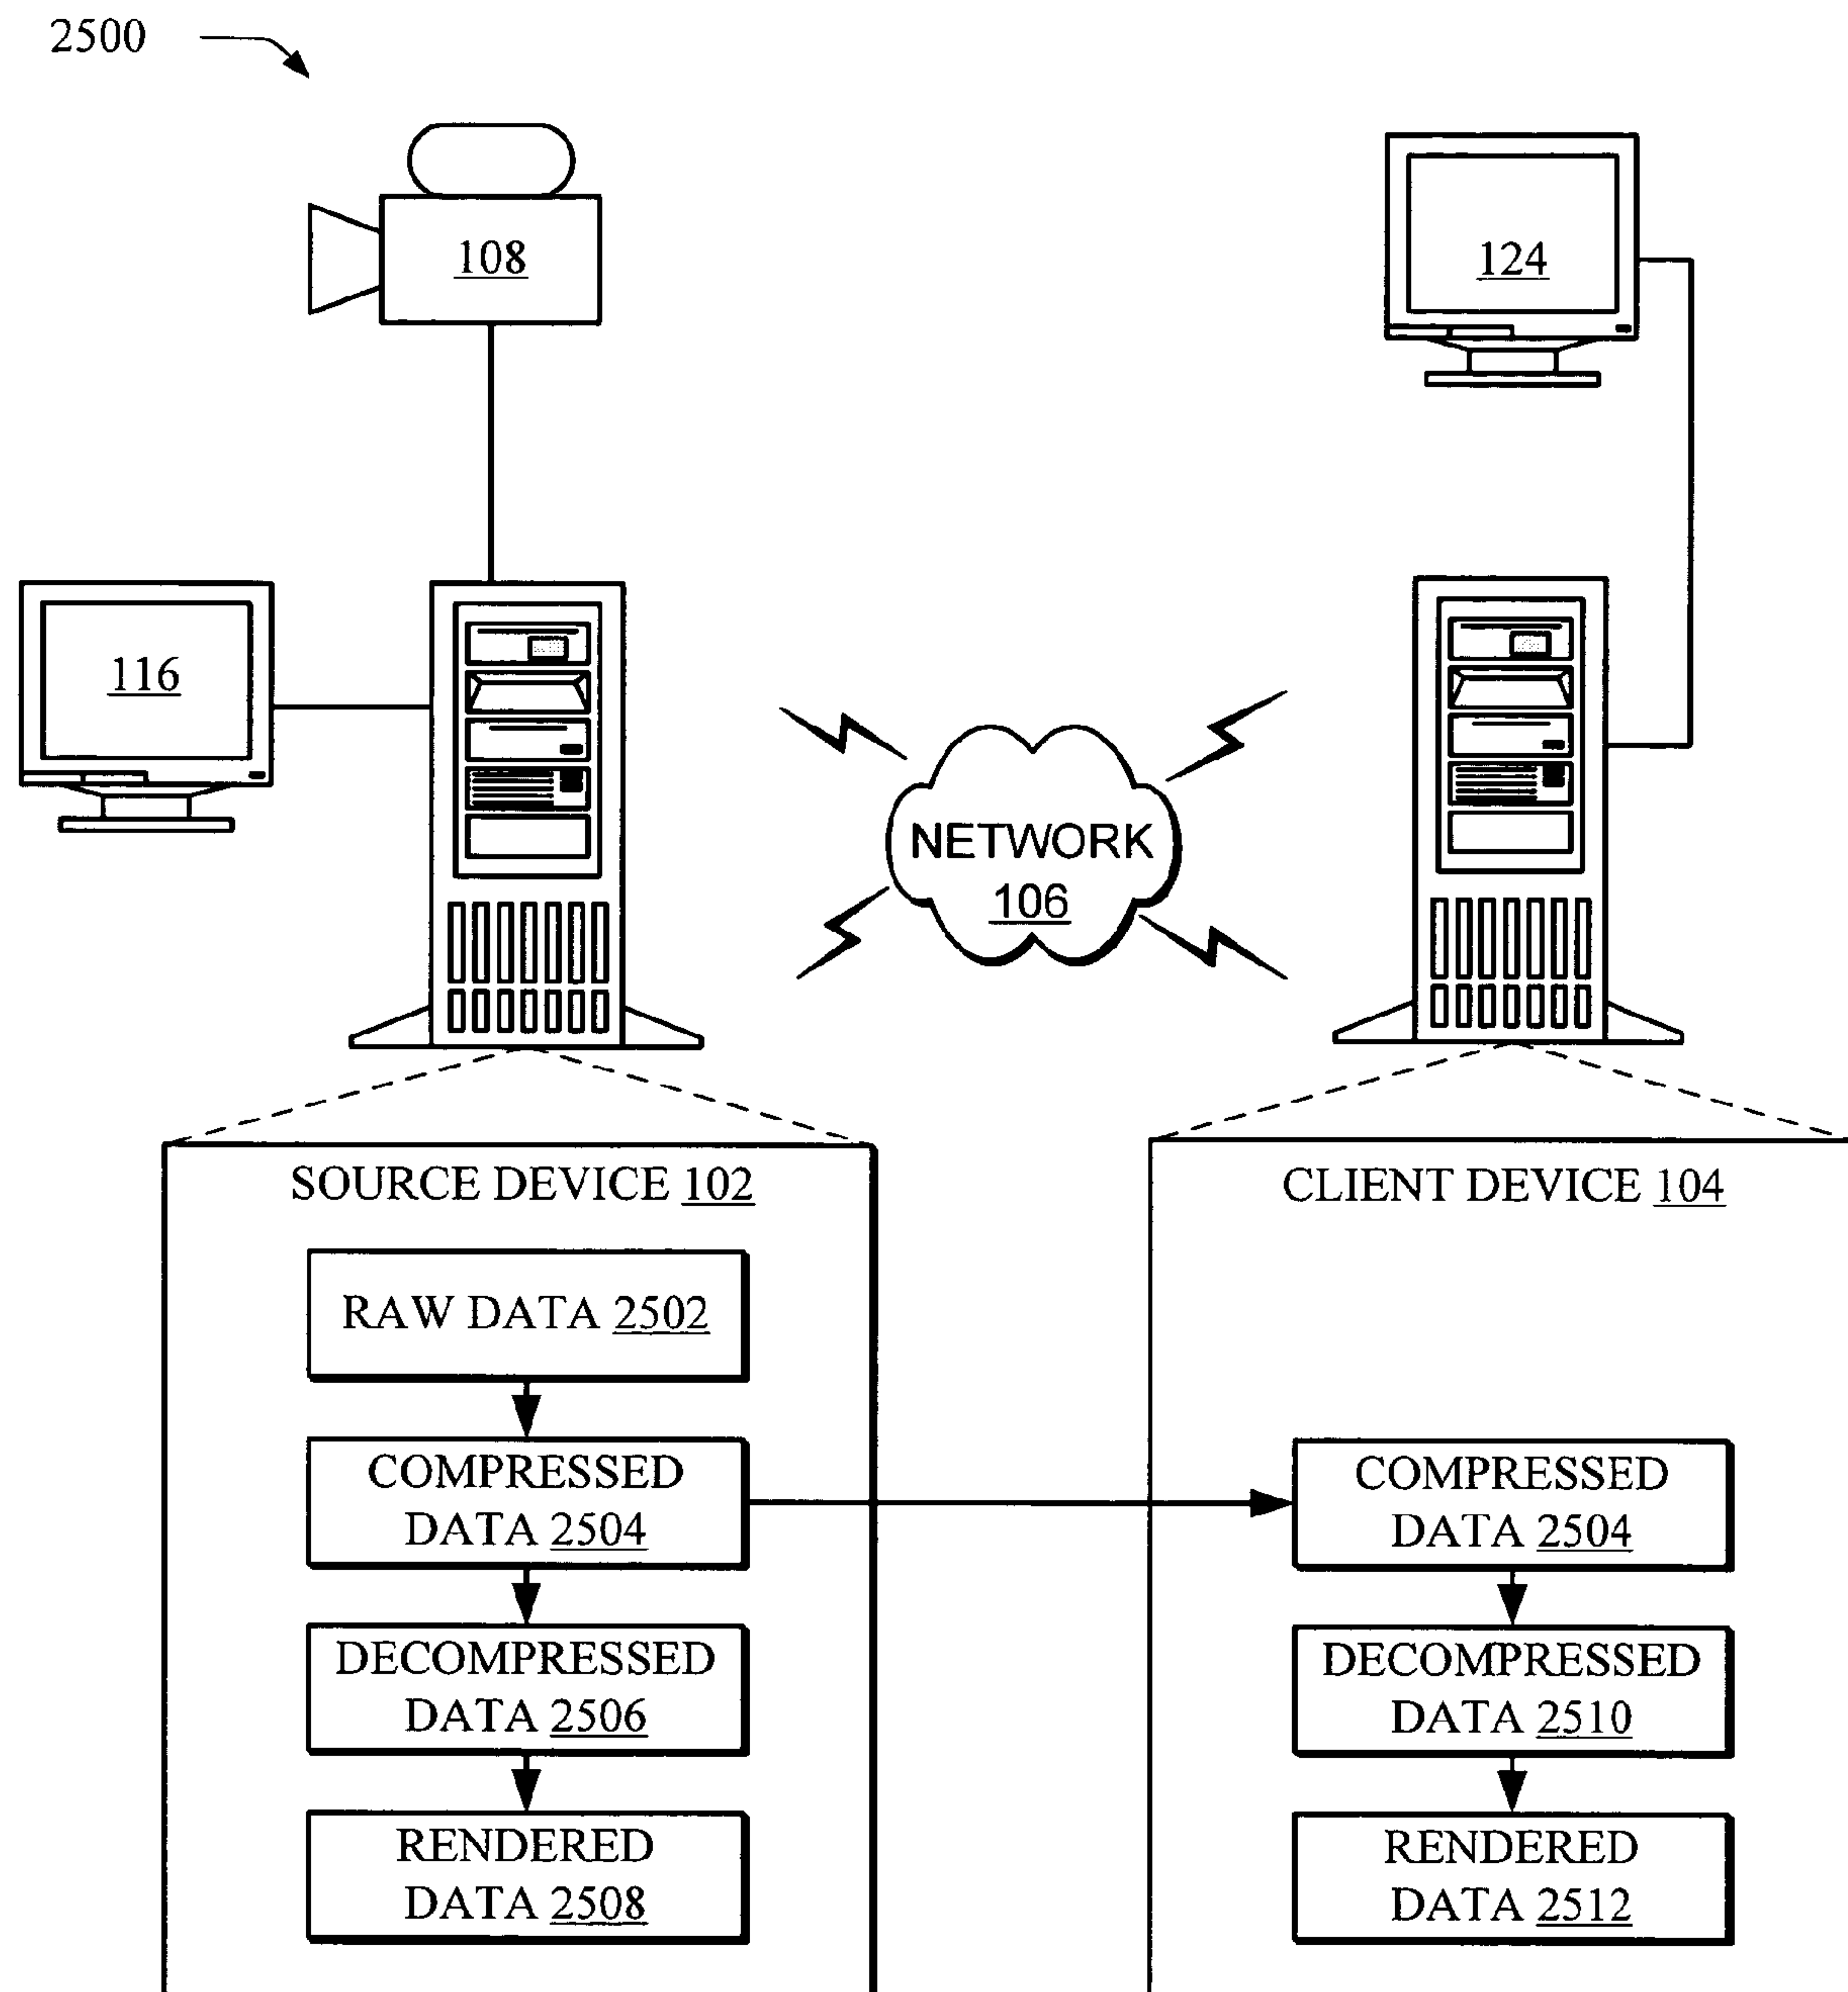 2500
108
124
116
NETWORK
106
SOURCE DEVICE 102
CLIENT DEVICE 104
RAW DATA 2502
COMPRESSED
DATA 2504
DECOMPRESSED
DATA 2506
RENDERED
DATA 2508
COMPRESSED
DATA 2504
DECOMPRESSED
DATA 2510
RENDERED
DATA 2512